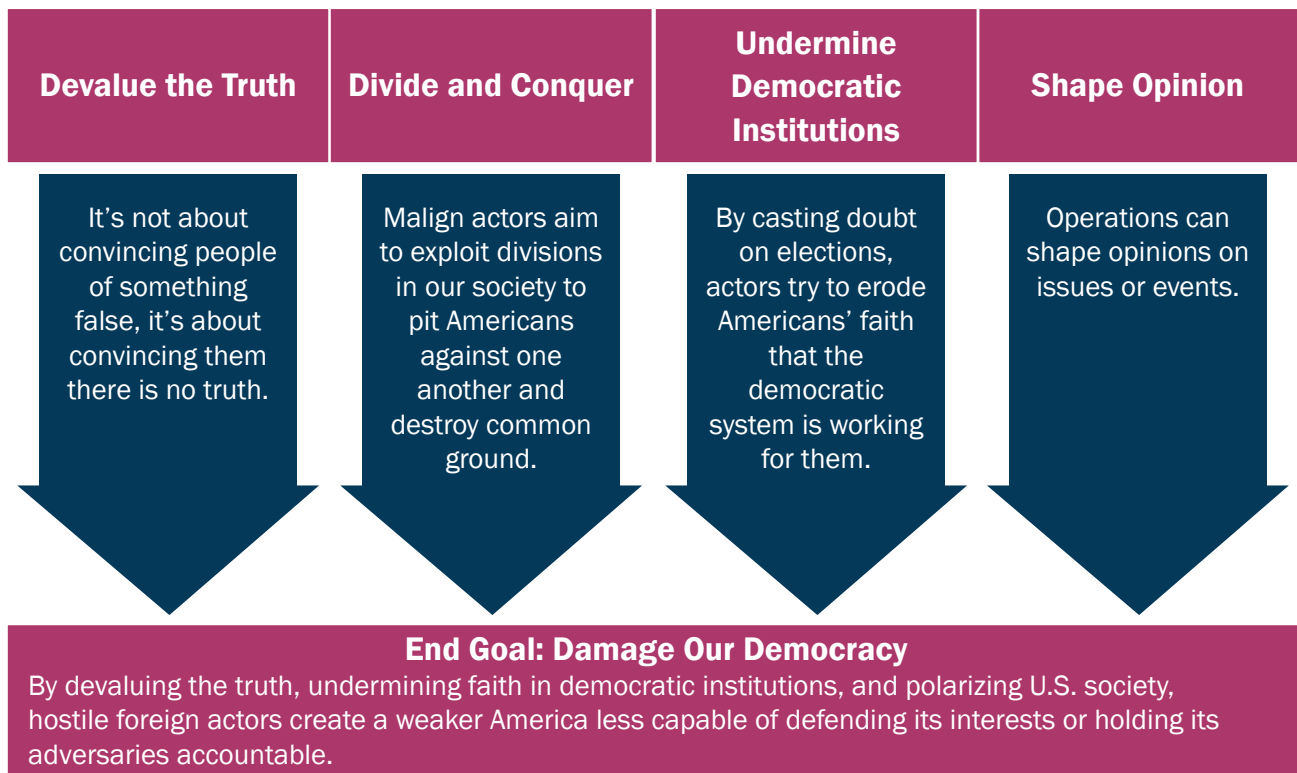 Devalue the Truth
Divide and Conquer
Undermine
Democratic
Institutions
Shape Opinion
It’s not about
convincing people
of something
false, it’s about
convincing them
there is no truth.
Malign actors aim
to exploit divisions
in our society to
pit Americans
against one
another and
destroy common
ground.
By casting doubt
on elections,
actors try to erode
Americans’ faith
that the
democratic
system is working
for them.
Operations can
shape opinions on
issues or events.
End Goal: Damage Our Democracy
By devaluing the truth, undermining faith in democratic institutions, and polarizing U.S. society,
hostile foreign actors create a weaker America less capable of defending its interests or holding its
adversaries accountable.